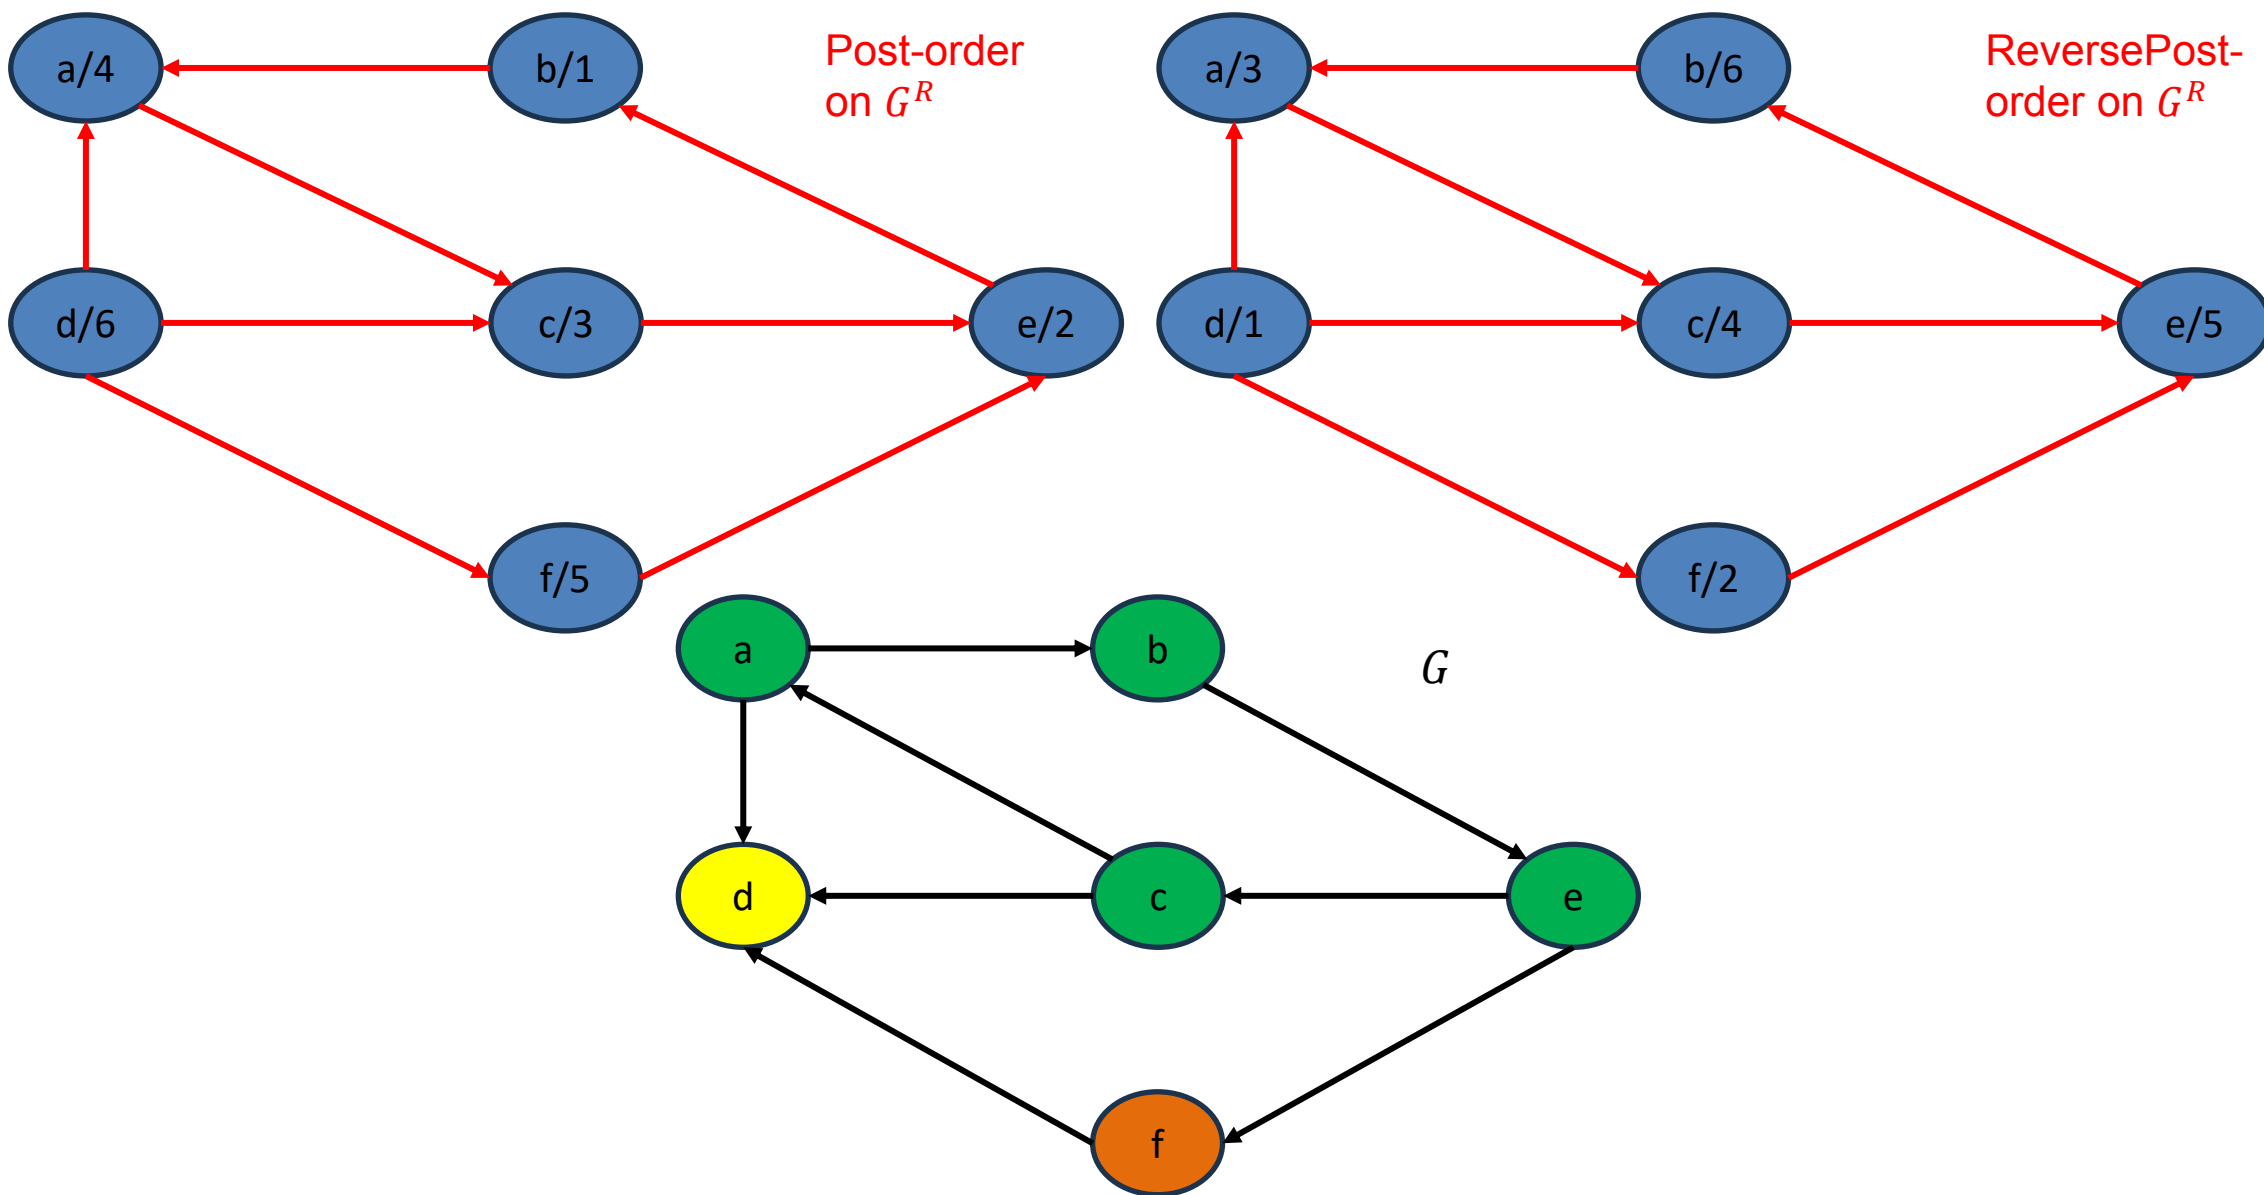 a/4
b/1
Post-order
on G^R
d/6
c/3
e/2
f/5
a/3
b/6
ReversePost-
order on G^R
d/1
c/4
e/5
f/2
a
b
G
d
c
e
f